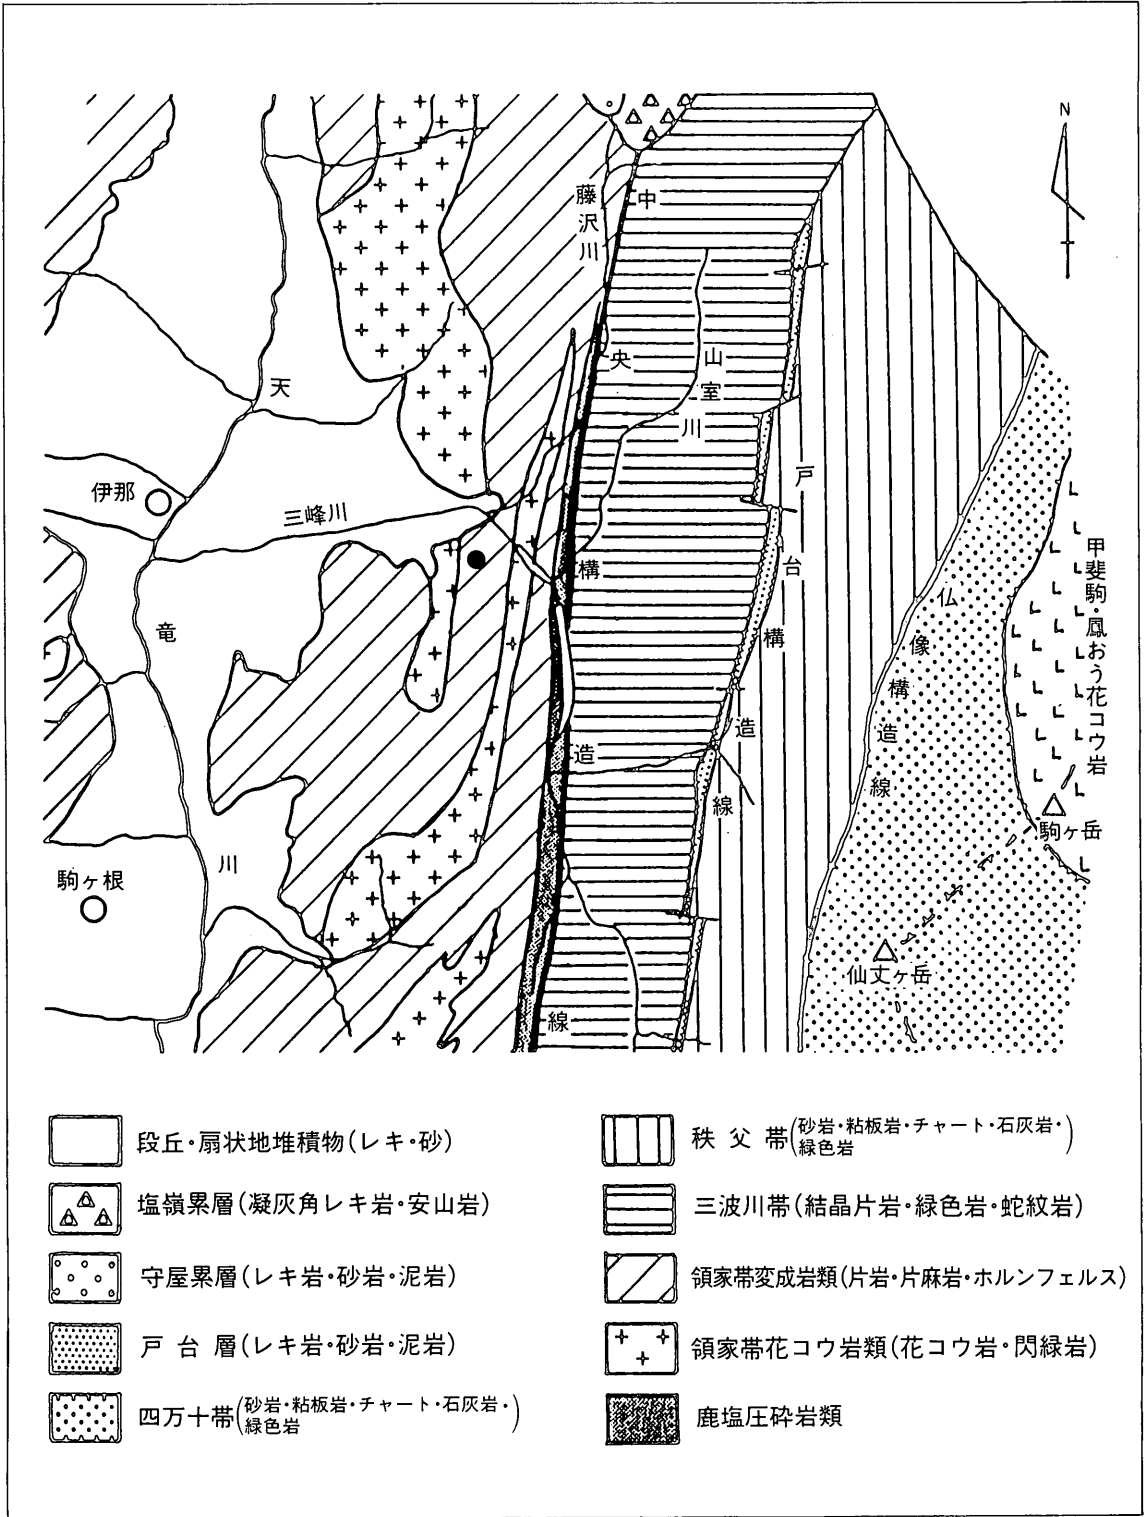 N
藤沢川
中央構造線
山室川
戸台構造線
仏像構造線
甲斐駒・鳳おう花コウ岩
天竜川
伊那
三峰川
駒ヶ根
駒ヶ岳
仙丈ヶ岳
段丘・扇状地堆積物(レキ・砂)
塩嶺累層(凝灰角レキ岩・安山岩)
守屋累層(レキ岩・砂岩・泥岩)
戸台層(レキ岩・砂岩・泥岩)
四万十帯(砂岩・粘板岩・チャート・石灰岩・
緑色岩)
秩父帯(砂岩・粘板岩・チャート・石灰岩・
緑色岩)
三波川帯(結晶片岩・緑色岩・蛇紋岩)
領家帯変成岩類(片岩・片麻岩・ホルンフェルス)
領家帯花コウ岩類(花コウ岩・閃緑岩)
鹿塩圧砕岩類